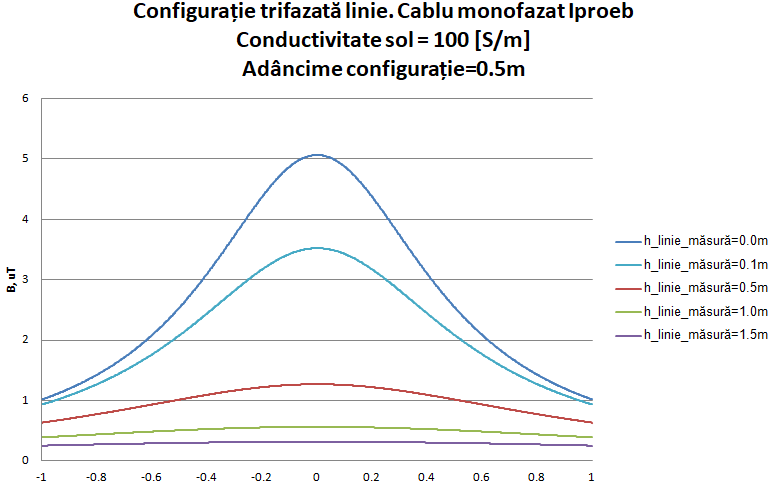 Configurație trifazată linie. Cablu monofazat Iproeb
Conductivitate sol = 100 [S/m]
Adâncime configurație=0.5m
6
5
4
3
2
1
0
B, uT
-1 -0.8 -0.6 -0.4 -0.2 0 0.2 0.4 0.6 0.8 1
h_linie_măsură=0.0m
h_linie_măsură=0.1m
h_linie_măsură=0.5m
h_linie_măsură=1.0m
h_linie_măsură=1.5m